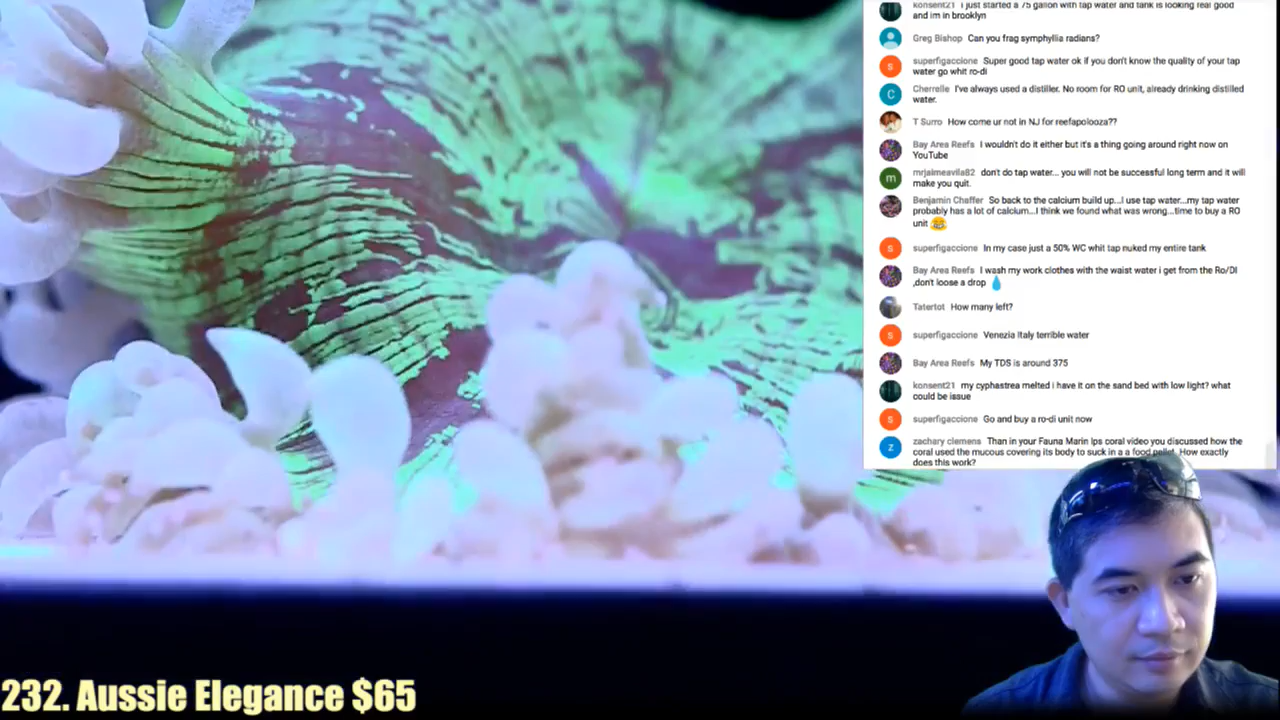 konsent21 i just started a 75 gallon with tap water and tank is looking real good
and im in brooklyn
Greg Bishop Can you frag symphyllia radians?
superfigaccione Super good tap water ok if you don't know the quality of your tap
water go whit ro-di
Cherrelle I've always used a distiller. No room for RO unit, already drinking distilled
water.
T Surro How come ur not in NJ for reefapolooza??
Bay Area Reefs I wouldn't do it either but it's a thing going around right now on
YouTube
mrjaimeavila82 don't do tap water... you will not be successful long term and it will
make you quit.
Benjamin Chaffer So back to the calcium build up...I use tap water...my tap water
probably has a lot of calcium...I think we found what was wrong...time to buy a RO
unit
superfigaccione In my case just a 50% WC whit tap nuked my entire tank
Bay Area Reefs I wash my work clothes with the waist water i get from the Ro/DI
,don't loose a drop
Tatertot How many left?
superfigaccione Venezia Italy terrible water
Bay Area Reefs My TDS is around 375
konsent21 my cyphastrea melted i have it on the sand bed with low light? what
could be issue
superfigaccione Go and buy a ro-di unit now
zachary clemens Than in your Fauna Marin lps coral video you discussed how the
coral used the mucous covering its body to suck in a a food pellet. How exactly
does this work?
232. Aussie Elegance $65